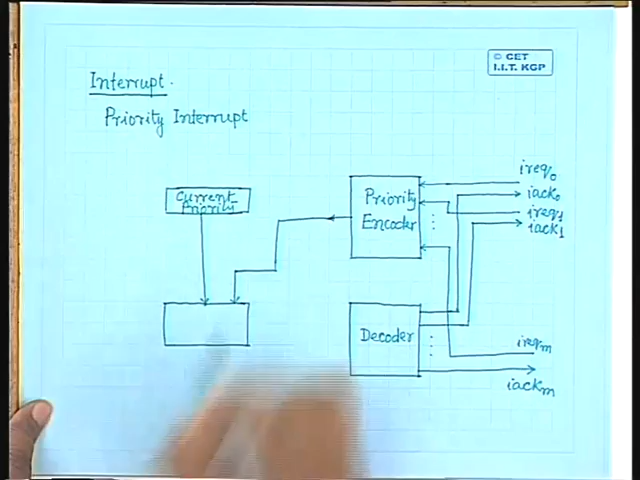 © CET
I.I.T. KGP
Interrupt.
Priority Interrupt
Current
Priority
Priority
Encoder
ireq0
iack0
ireq1
iack1
Decoder
ireqm
iackm